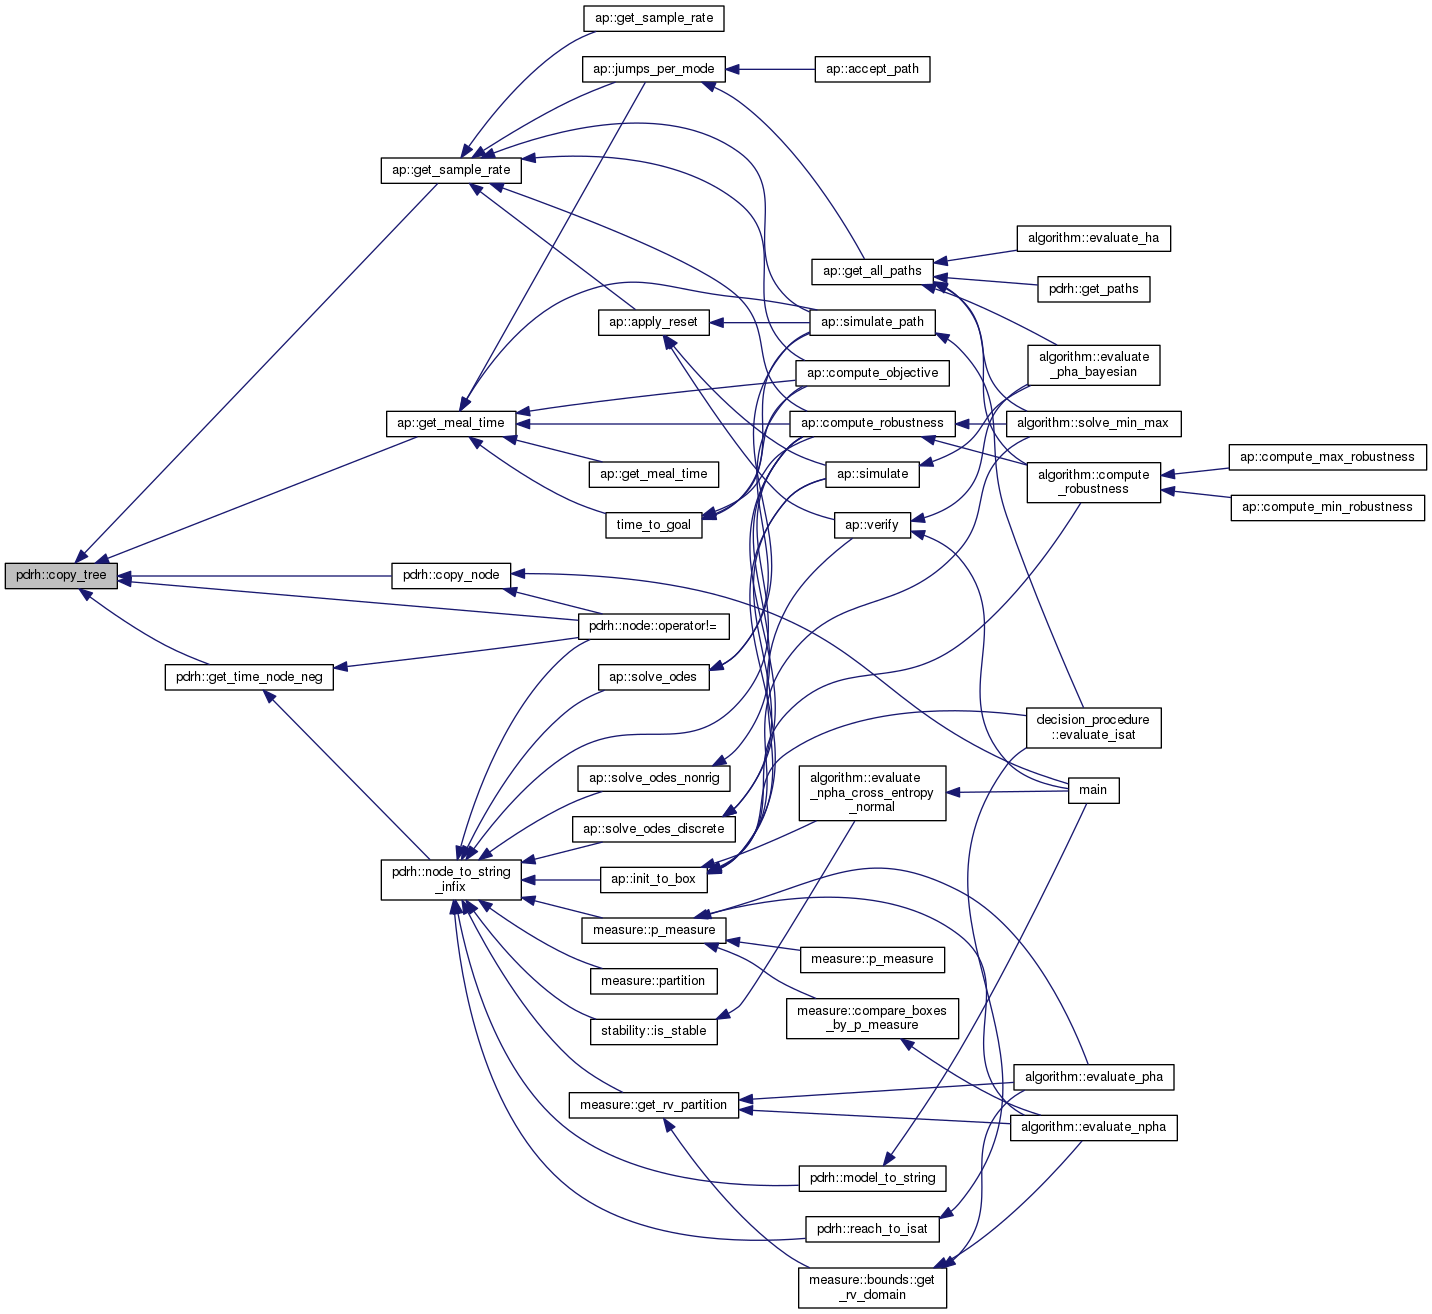 ap::get_sample_rate
ap::jumps_per_mode
ap::accept_path
ap::get_sample_rate
algorithm::evaluate_ha
ap::get_all_paths
pdrh::get_paths
ap::apply_reset
ap::simulate_path
algorithm::evaluate
_pha_bayesian
ap::compute_objective
ap::get_meal_time
ap::compute_robustness
algorithm::solve_min_max
ap::compute_max_robustness
ap::get_meal_time
ap::simulate
algorithm::compute
_robustness
ap::compute_min_robustness
time_to_goal
ap::verify
pdrh::copy_tree
pdrh::copy_node
pdrh::node::operator!=
pdrh::get_time_node_neg
ap::solve_odes
decision_procedure
::evaluate_isat
ap::solve_odes_nonrig
algorithm::evaluate
_npha_cross_entropy
_normal
main
ap::solve_odes_discrete
pdrh::node_to_string
_infix
ap::init_to_box
measure::p_measure
measure::p_measure
measure::partition
measure::compare_boxes
_by_p_measure
stability::is_stable
algorithm::evaluate_pha
measure::get_rv_partition
algorithm::evaluate_npha
pdrh::model_to_string
pdrh::reach_to_isat
measure::bounds::get
_rv_domain